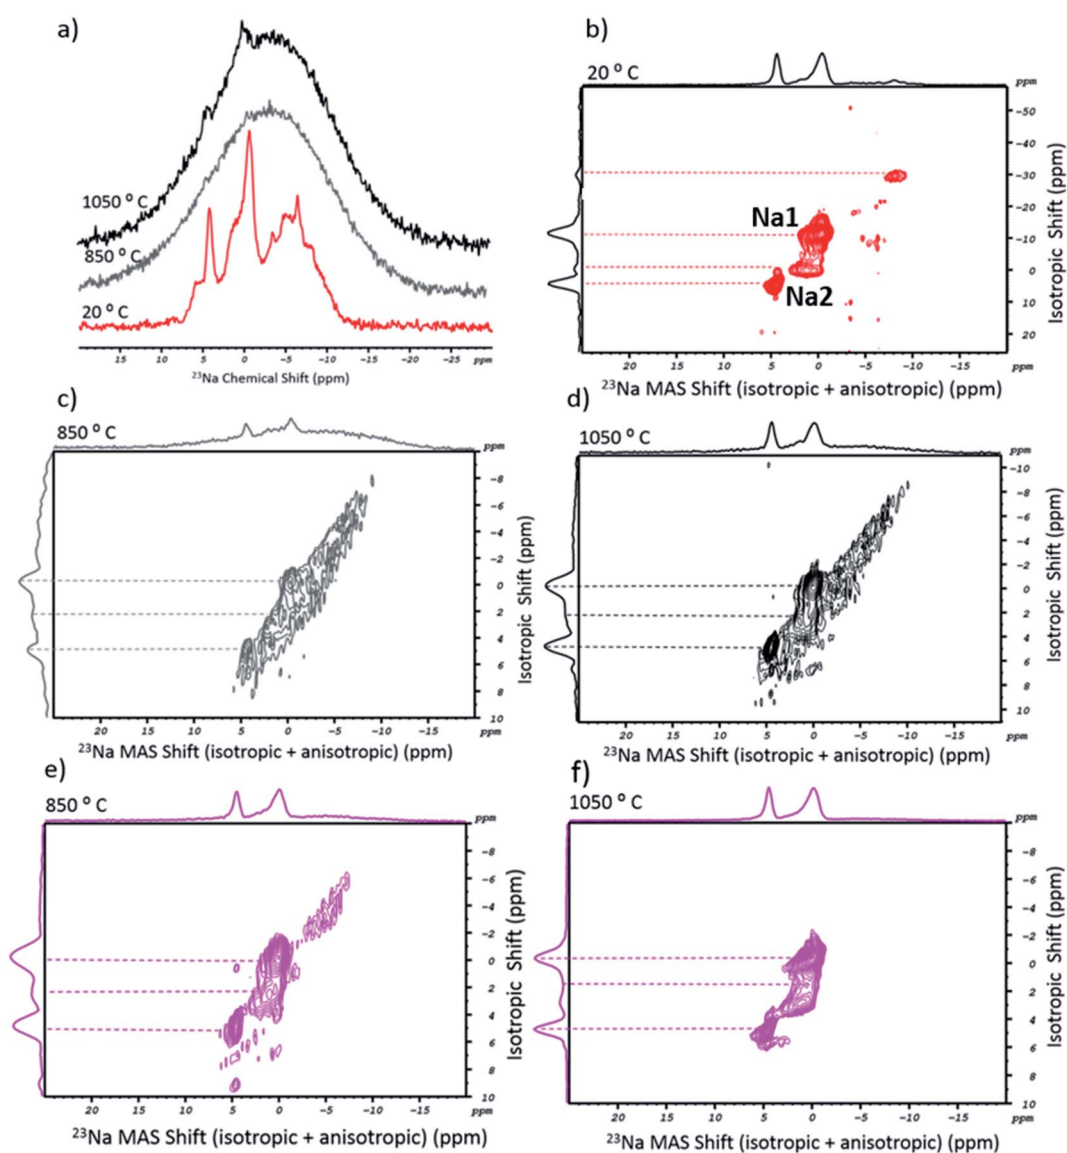 a)
1050 ° C
850 ° C
20 ° C
15 10 5 0 -5 -10 -15 -20 -25 ppm
²³Na Chemical Shift (ppm)
b)
20 ° C
ppm
-50
-40
-30
-20
-10
0
10
20
Na1
Na2
Isotropic Shift (ppm)
20 15 10 5 0 -5 -10 -15 ppm
²³Na MAS Shift (isotropic + anisotropic) (ppm)
c)
850 ° C
ppm
-8
-6
-4
-2
0
2
4
6
8
10
Isotropic Shift (ppm)
20 15 10 5 0 -5 -10 -15 ppm
²³Na MAS Shift (isotropic + anisotropic) (ppm)
d)
1050 ° C
ppm
-10
-8
-6
-4
-2
0
2
4
6
8
10
Isotropic Shift (ppm)
20 15 10 5 0 -5 -10 -15 ppm
²³Na MAS Shift (isotropic + anisotropic) (ppm)
e)
850 ° C
ppm
-8
-6
-4
-2
0
2
4
6
8
10
Isotropic Shift (ppm)
20 15 10 5 0 -5 -10 -15 ppm
²³Na MAS Shift (isotropic + anisotropic) (ppm)
f)
1050 ° C
ppm
-8
-6
-4
-2
0
2
4
6
8
10
Isotropic Shift (ppm)
20 15 10 5 0 -5 -10 -15 ppm
²³Na MAS Shift (isotropic + anisotropic) (ppm)